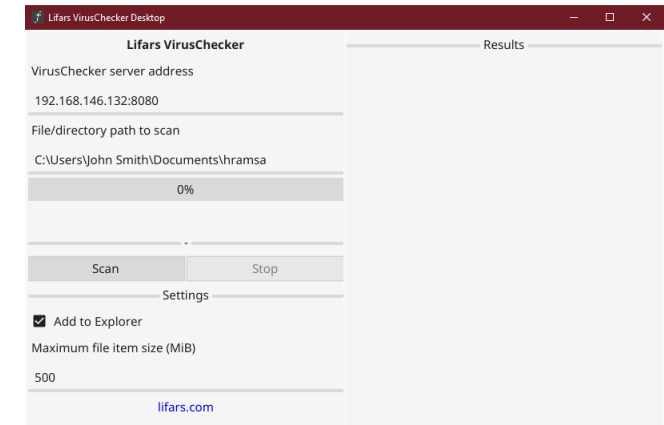 Lifars VirusChecker Desktop
Lifars VirusChecker
VirusChecker server address
192.168.146.132:8080
File/directory path to scan
C:\Users\John Smith\Documents\hramsa
0%
-
Scan
Stop
Settings
Add to Explorer
Maximum file item size (MiB)
500
lifars.com
Results